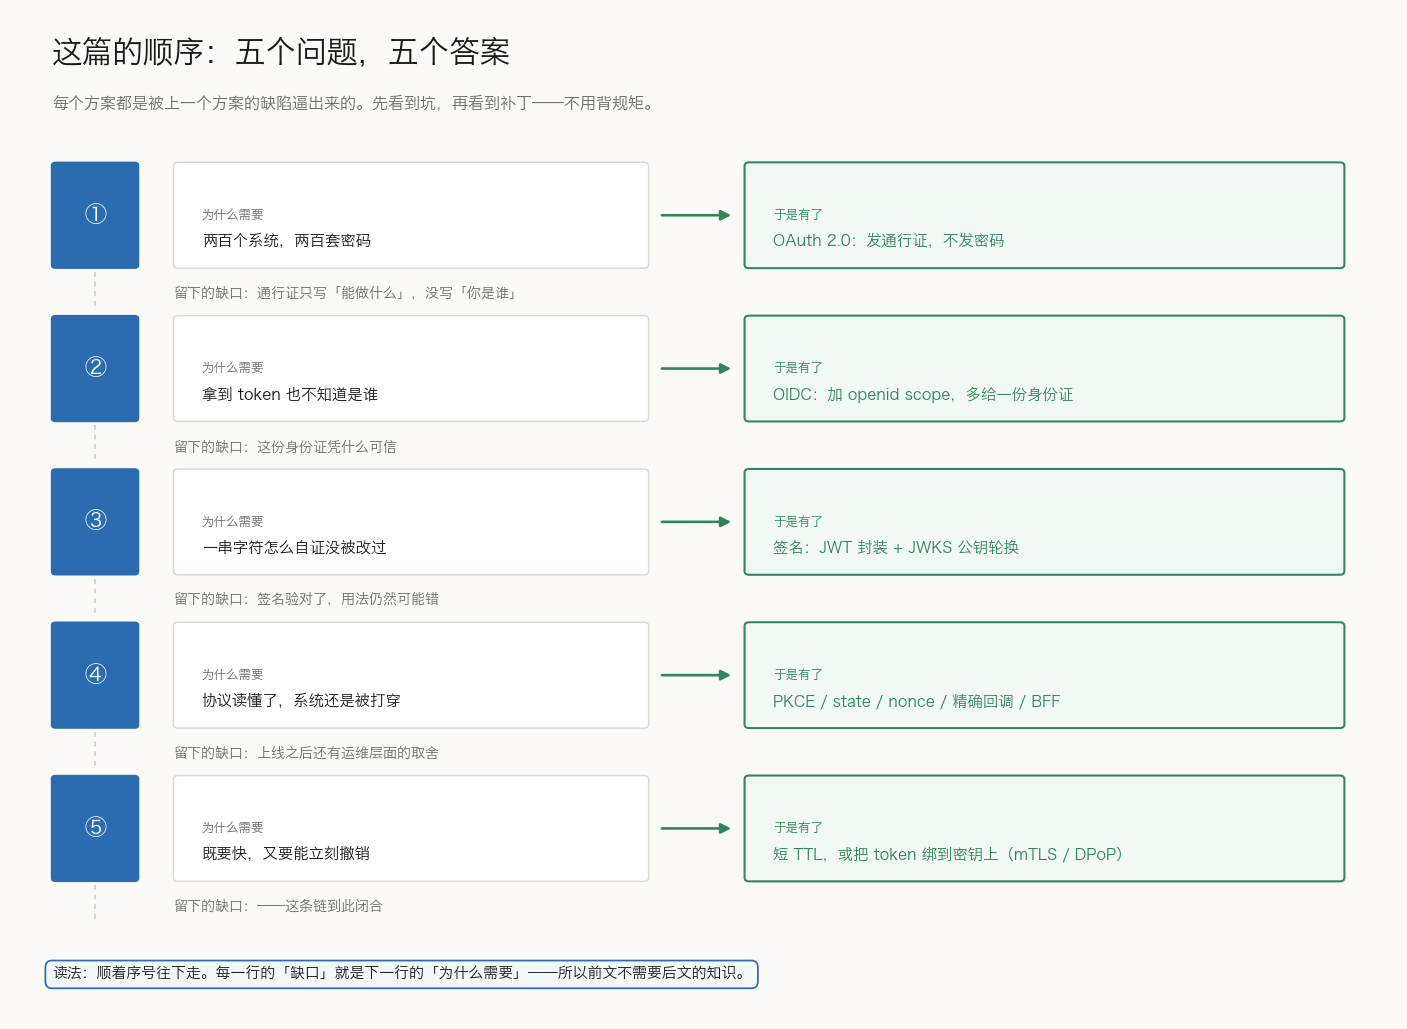 这篇的顺序：五个问题，五个答案
每个方案都是被上一个方案的缺陷逼出来的。先看到坑，再看到补丁——不用背规矩。
①
为什么需要
两百个系统，两百套密码
于是有了
OAuth 2.0：发通行证，不发密码
留下的缺口：通行证只写「能做什么」，没写「你是谁」
②
为什么需要
拿到 token 也不知道是谁
于是有了
OIDC：加 openid scope，多给一份身份证
留下的缺口：这份身份证凭什么可信
③
为什么需要
一串字符怎么自证没被改过
于是有了
签名：JWT 封装 + JWKS 公钥轮换
留下的缺口：签名验对了，用法仍然可能错
④
为什么需要
协议读懂了，系统还是被打穿
于是有了
PKCE / state / nonce / 精确回调 / BFF
留下的缺口：上线之后还有运维层面的取舍
⑤
为什么需要
既要快，又要能立刻撤销
于是有了
短 TTL，或把 token 绑到密钥上（mTLS / DPoP）
留下的缺口：——这条链到此闭合
读法：顺着序号往下走。每一行的「缺口」就是下一行的「为什么需要」——所以前文不需要后文的知识。